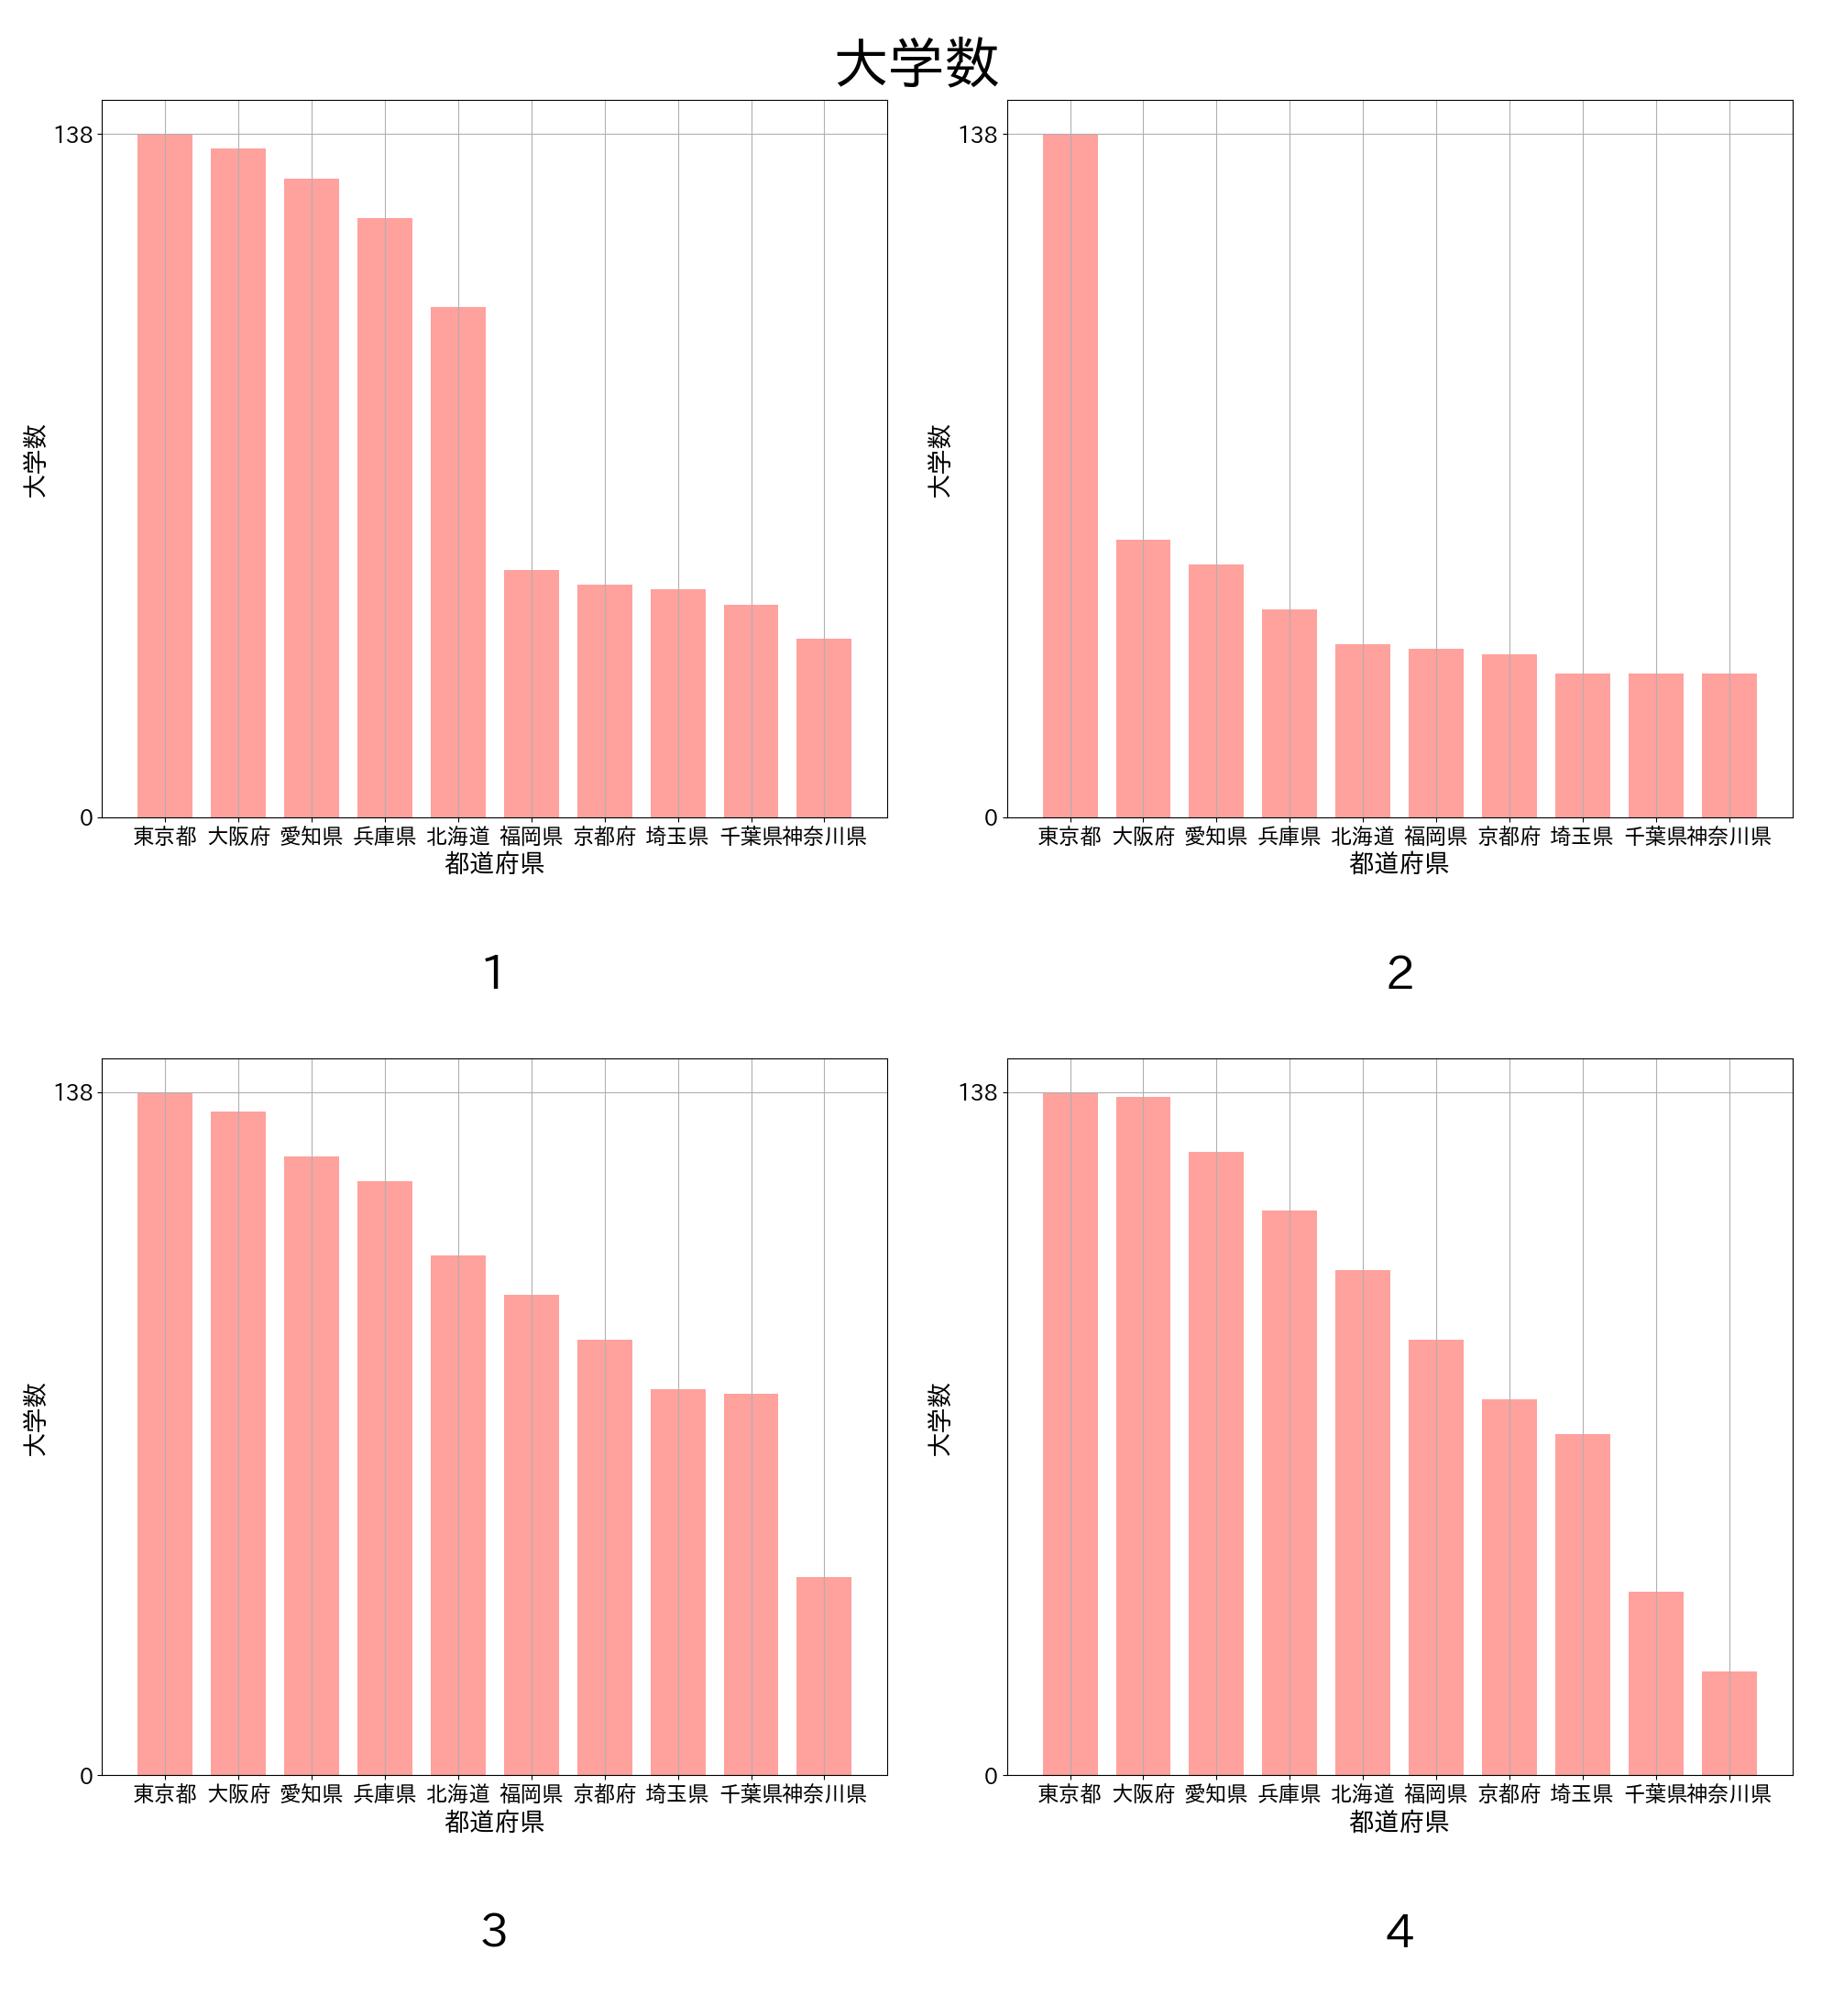 大学数
138
0
大学数
東京都 大阪府 愛知県 兵庫県 北海道 福岡県 京都府 埼玉県 千葉県 神奈川県
都道府県
1
138
0
大学数
東京都 大阪府 愛知県 兵庫県 北海道 福岡県 京都府 埼玉県 千葉県 神奈川県
都道府県
2
138
0
大学数
東京都 大阪府 愛知県 兵庫県 北海道 福岡県 京都府 埼玉県 千葉県 神奈川県
都道府県
3
138
0
大学数
東京都 大阪府 愛知県 兵庫県 北海道 福岡県 京都府 埼玉県 千葉県 神奈川県
都道府県
4